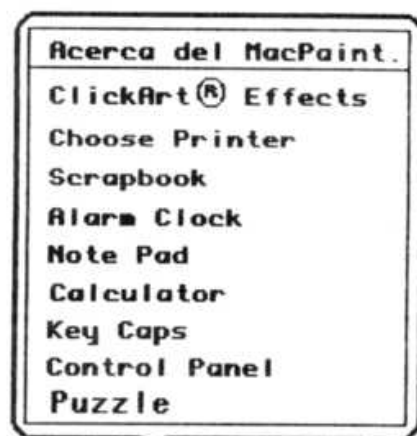 Acerca del MacPaint.
ClickArt® Effects
Choose Printer
Scrapbook
Alarm Clock
Note Pad
Calculator
Key Caps
Control Panel
Puzzle